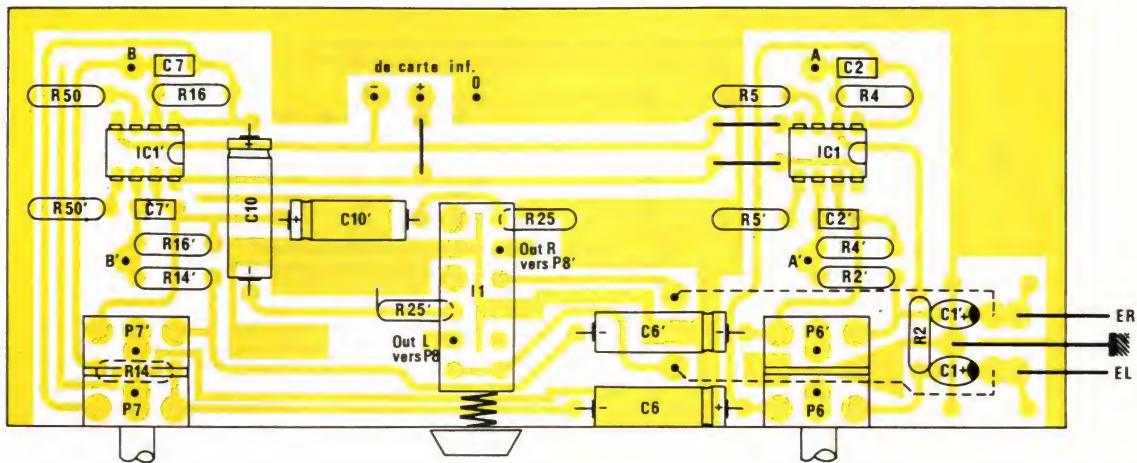 B C7 de carte inf. A C2
R50 R16 - + 0 R5 R4
IC1' IC1
R50' C7' C10 C10' R25 R5' C2'
R16' Out R R4'
B' vers P8' A'
R14' I1 R2'
R25'
P7' Out L C6' P6' R2 C1' + ER
R14 vers P8
P7 C6 P6 C1 + EL